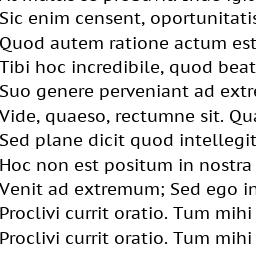 Sic enim censent, oportunitatis
Quod autem ratione actum est
Tibi hoc incredibile, quod beat
Suo genere perveniant ad extre
Vide, quaeso, rectumne sit. Qua
Sed plane dicit quod intellegit
Hoc non est positum in nostra
Venit ad extremum; Sed ego in
Proclivi currit oratio. Tum mihi
Proclivi currit oratio. Tum mihi